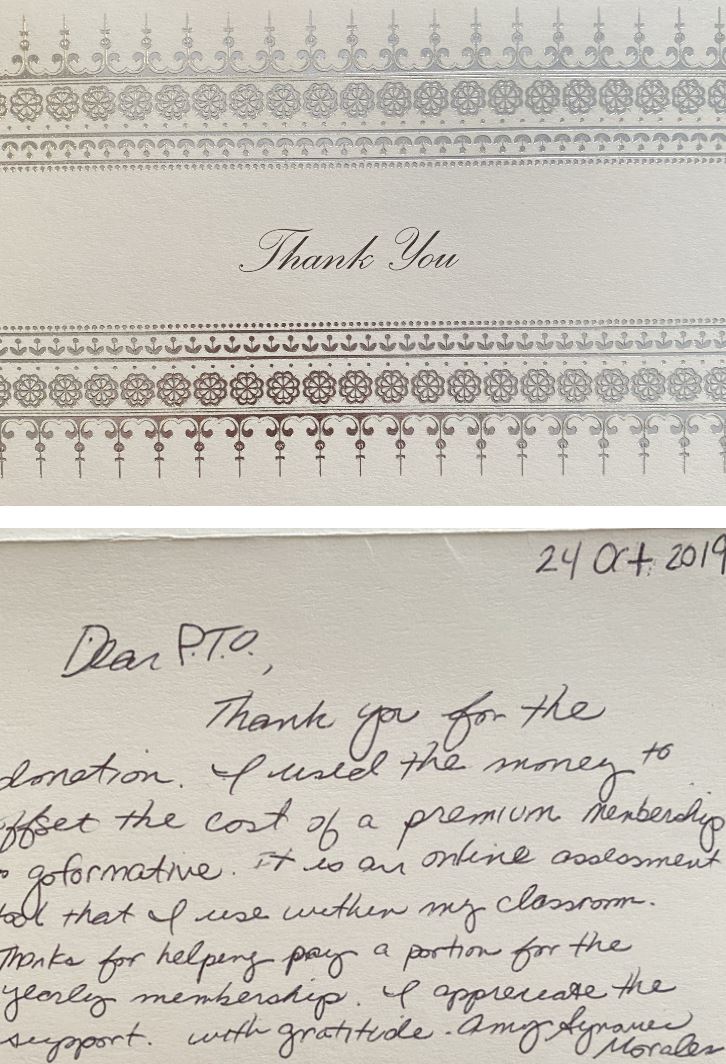 Thank You
24 Oct. 2019
Dear P.T.O.,
Thank you for the
donation. I used the money to
offset the cost of a premium membership
goformative. It is an online assessment
tool that I use within my classroom.
Thanks for helping pay a portion for the
yearly membership. I appreciate the
support. with gratitude. Amy
Morales